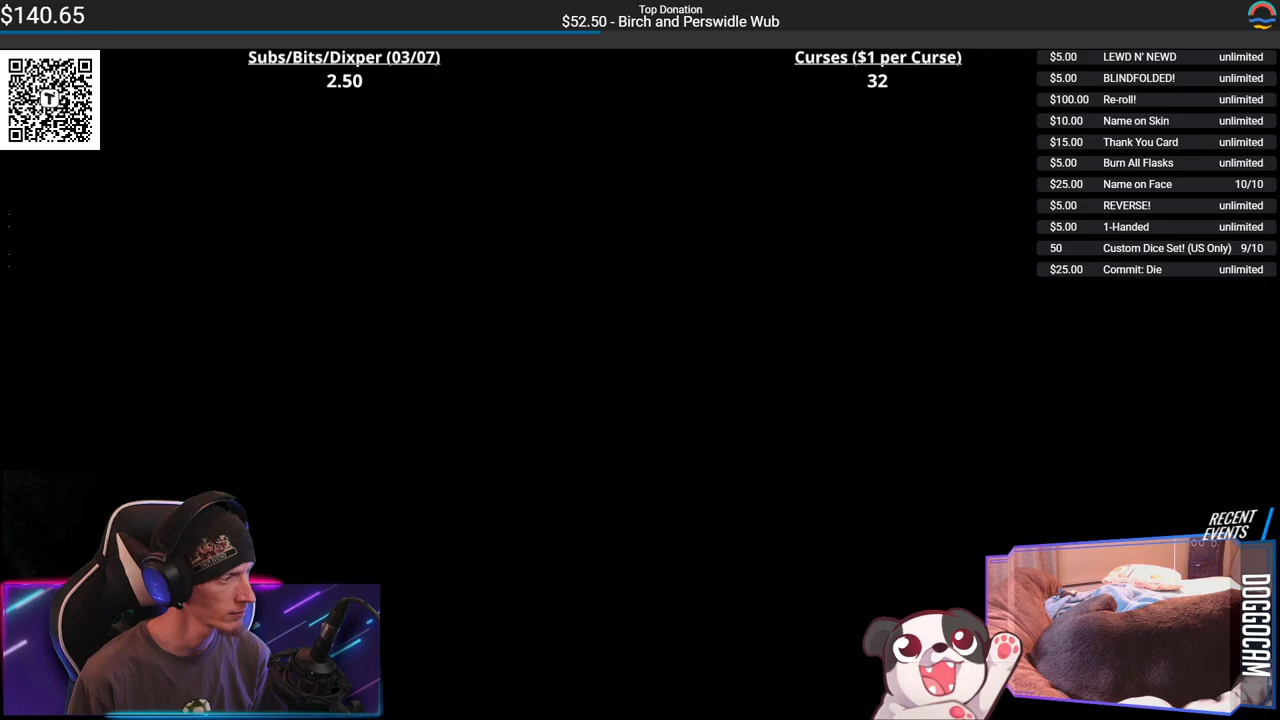 $140.65
Top Donation
$52.50 - Birch and Perswidle Wub
Subs/Bits/Dixper (03/07)
2.50
Curses ($1 per Curse)
32
$5.00 LEWD N' NEWD unlimited
$5.00 BLINDFOLDED! unlimited
$100.00 Re-roll! unlimited
$10.00 Name on Skin unlimited
$15.00 Thank You Card unlimited
$5.00 Burn All Flasks unlimited
$25.00 Name on Face 10/10
$5.00 REVERSE! unlimited
$5.00 1-Handed unlimited
50 Custom Dice Set! (US Only) 9/10
$25.00 Commit: Die unlimited
RECENT
EVENTS
DOGGOCAM